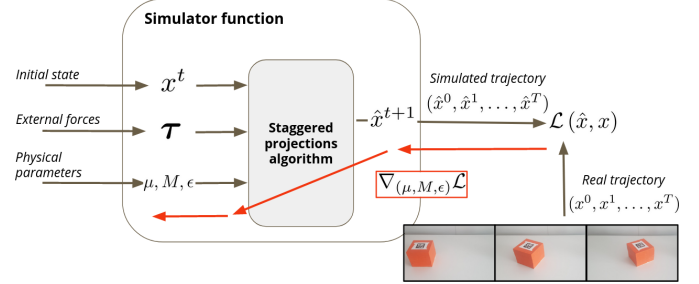 Simulator function
Initial state
x^t
External forces
τ
Physical
parameters
μ, M, ϵ
Staggered
projections
algorithm
x̂^{t+1}
Simulated trajectory
(x̂^0, x̂^1, . . . , x̂^T)
ℒ (x̂, x)
∇_{(μ,M,ϵ)}ℒ
Real trajectory
(x^0, x^1, . . . , x^T)